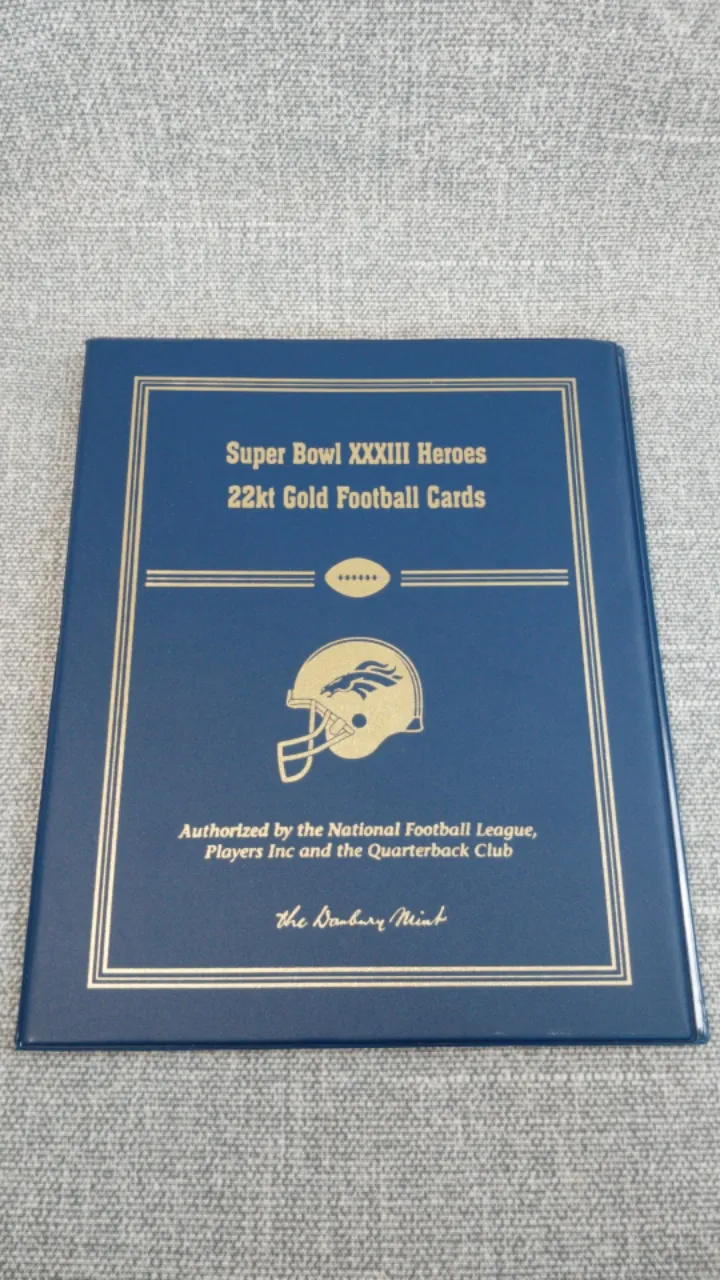 Super Bowl XXXIII Heroes
22kt Gold Football Cards
Authorized by the National Football League,
Players Inc and the Quarterback Club
The Danbury Mint